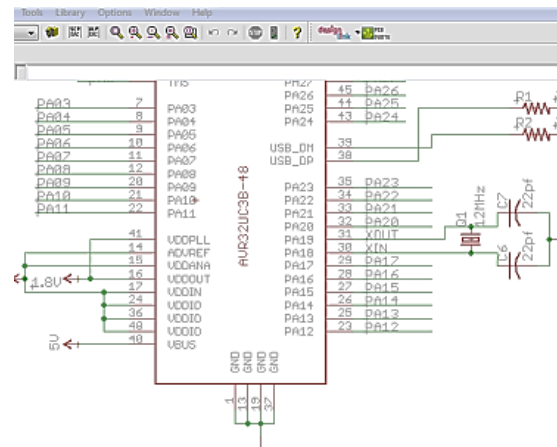 Tools Library Options Window Help
design link
TMS
PA03 7 PA03
PA04 8 PA04
PA05 9 PA05
PA06 10 PA06
PA07 11 PA07
PA08 12 PA08
PA09 20 PA09
PA10 21 PA10
PA11 22 PA11
41 VDDPLL
14 ADVREF
15 VDDANA
1.8V 16 VDDOUT
17 VDDIN
24 VDDIO
36 VDDIO
48 VDDIO
5V 40 VBUS
AVR32UC3B-48
PA27
PA26 45 PA26
PA25 44 PA25
PA24 43 PA24
USB_DM 39
USB_DP 38
PA23 35 PA23
PA22 34 PA22
PA21 33 PA21
PA20 32 PA20
PA19 31 XOUT
PA18 30 XIN
PA17 29 PA17
PA16 28 PA16
PA15 27 PA15
PA14 26 PA14
PA13 25 PA13
PA12 23 PA12
GND GND GND GND
1 13 19 37
R1
R2
Q1 12MHz
C7 22pf
C6 22pf